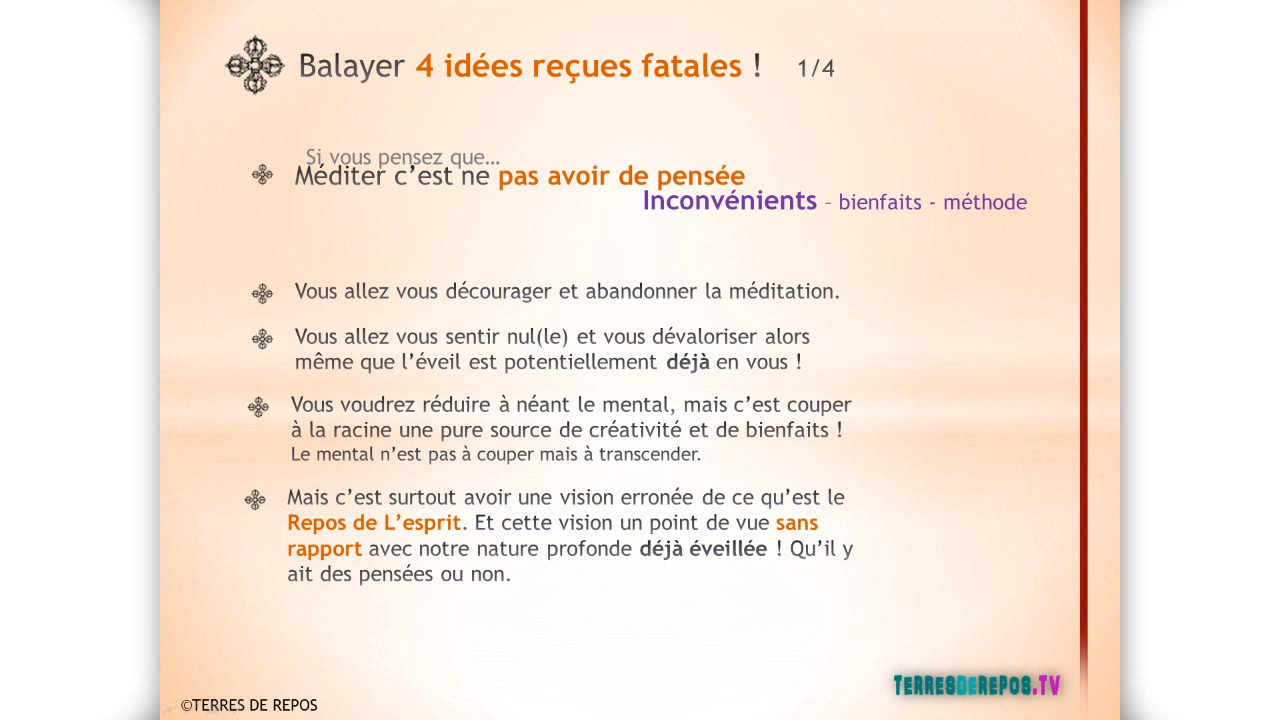 Balayer 4 idées reçues fatales ! 1/4
Si vous pensez que…
Méditer c’est ne pas avoir de pensée
Inconvénients – bienfaits - méthode
Vous allez vous décourager et abandonner la méditation.
Vous allez vous sentir nul(le) et vous dévaloriser alors
même que l’éveil est potentiellement déjà en vous !
Vous voudrez réduire à néant le mental, mais c’est couper
à la racine une pure source de créativité et de bienfaits !
Le mental n’est pas à couper mais à transcender.
Mais c’est surtout avoir une vision erronée de ce qu’est le
Repos de L’esprit. Et cette vision un point de vue sans
rapport avec notre nature profonde déjà éveillée ! Qu’il y
ait des pensées ou non.
TERRESDEREPOS.TV
©TERRES DE REPOS